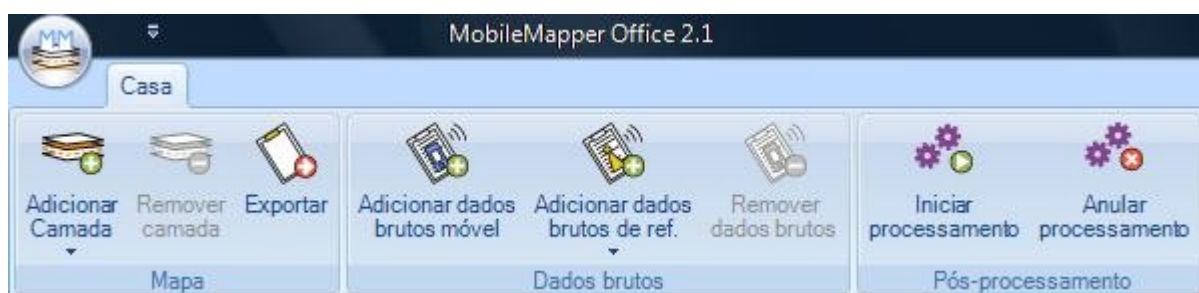 MobileMapper Office 2.1
MM
Casa
Adicionar Camada
Remover camada
Exportar
Adicionar dados brutos móvel
Adicionar dados brutos de ref.
Remover dados brutos
Iniciar processamento
Anular processamento
Mapa
Dados brutos
Pós-processamento